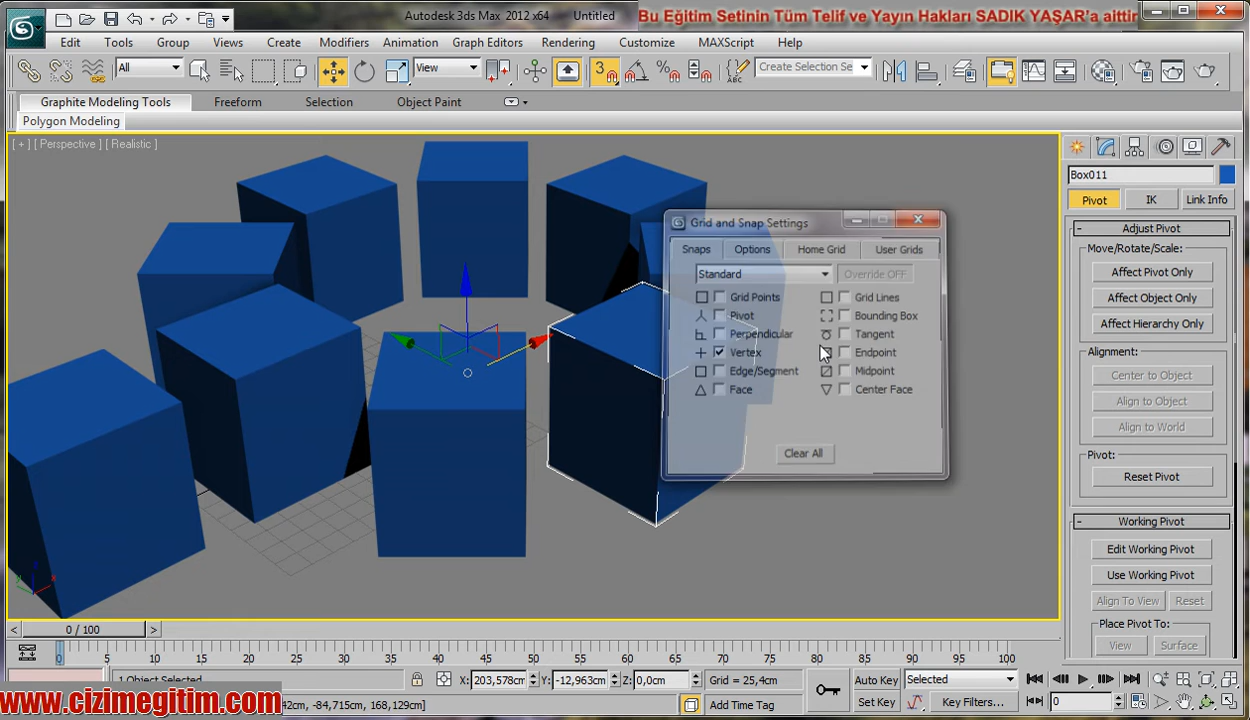 Autodesk 3ds Max 2012 x64 Untitled
Bu Eğitim Setinin Tüm Telif ve Yayın Hakları SADIK YAŞAR'a aittir
Edit Tools Group Views Create Modifiers Animation Graph Editors Rendering Customize MAXScript Help
All View 3 Create Selection Se
Graphite Modeling Tools Freeform Selection Object Paint
Polygon Modeling
[ + ] [ Perspective ] [ Realistic ]
Box011
Pivot IK Link Info
- Adjust Pivot
Move/Rotate/Scale:
Affect Pivot Only
Affect Object Only
Affect Hierarchy Only
Alignment:
Center to Object
Align to Object
Align to World
Pivot:
Reset Pivot
- Working Pivot
Edit Working Pivot
Use Working Pivot
Align To View Reset
Place Pivot To:
View Surface
Grid and Snap Settings
Snaps Options Home Grid User Grids
Standard Override OFF
Grid Points Grid Lines
Pivot Bounding Box
Perpendicular Tangent
Vertex Endpoint
Edge/Segment Midpoint
Face Center Face
Clear All
< 0 / 100 >
0 5 10 15 20 25 30 35 40 45 50 55 60 65 70 75 80 85 90 95 100
1 Object Selected X: 203,578cm Y: -12,963cm Z: 0,0cm Grid = 25,4cm Auto Key Selected
www.cizimegitim.com 42cm, -84,715cm, 168,129cm] Add Time Tag Set Key Key Filters... 0